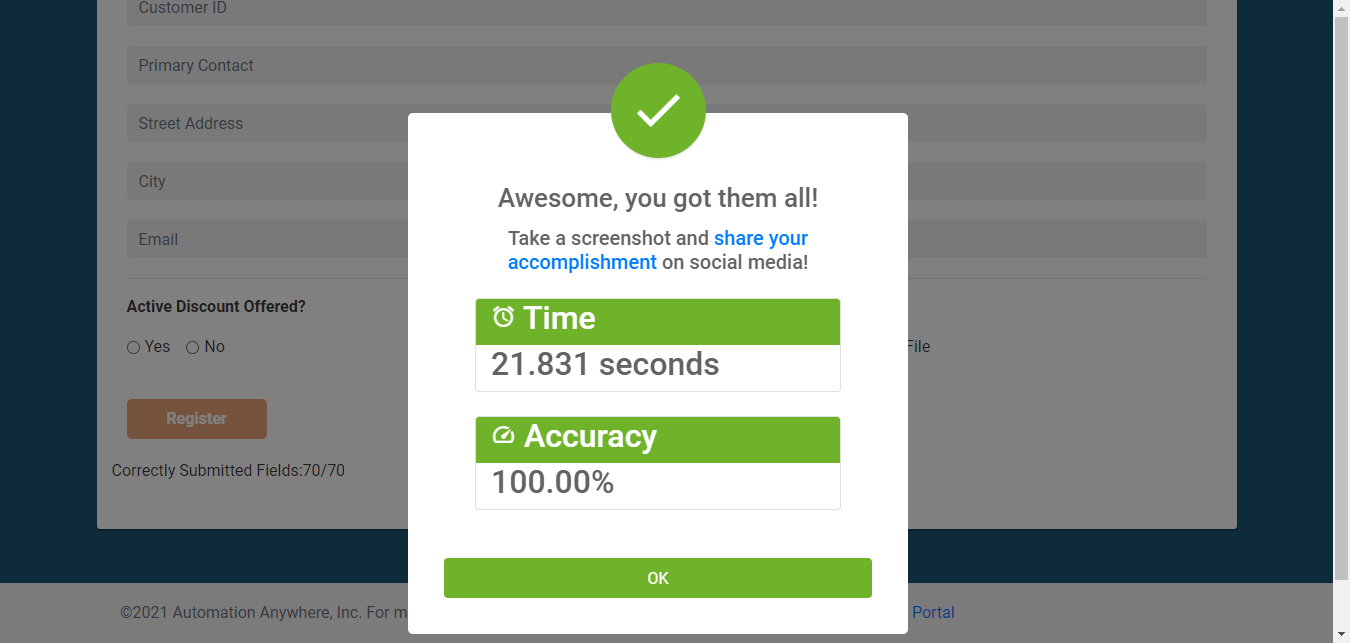 Customer ID
Primary Contact
Street Address
City
Email
Active Discount Offered?
Yes No
File
Register
Correctly Submitted Fields:70/70
Awesome, you got them all!
Take a screenshot and share your
accomplishment on social media!
Time
21.831 seconds
Accuracy
100.00%
OK
©2021 Automation Anywhere, Inc. For m
Portal